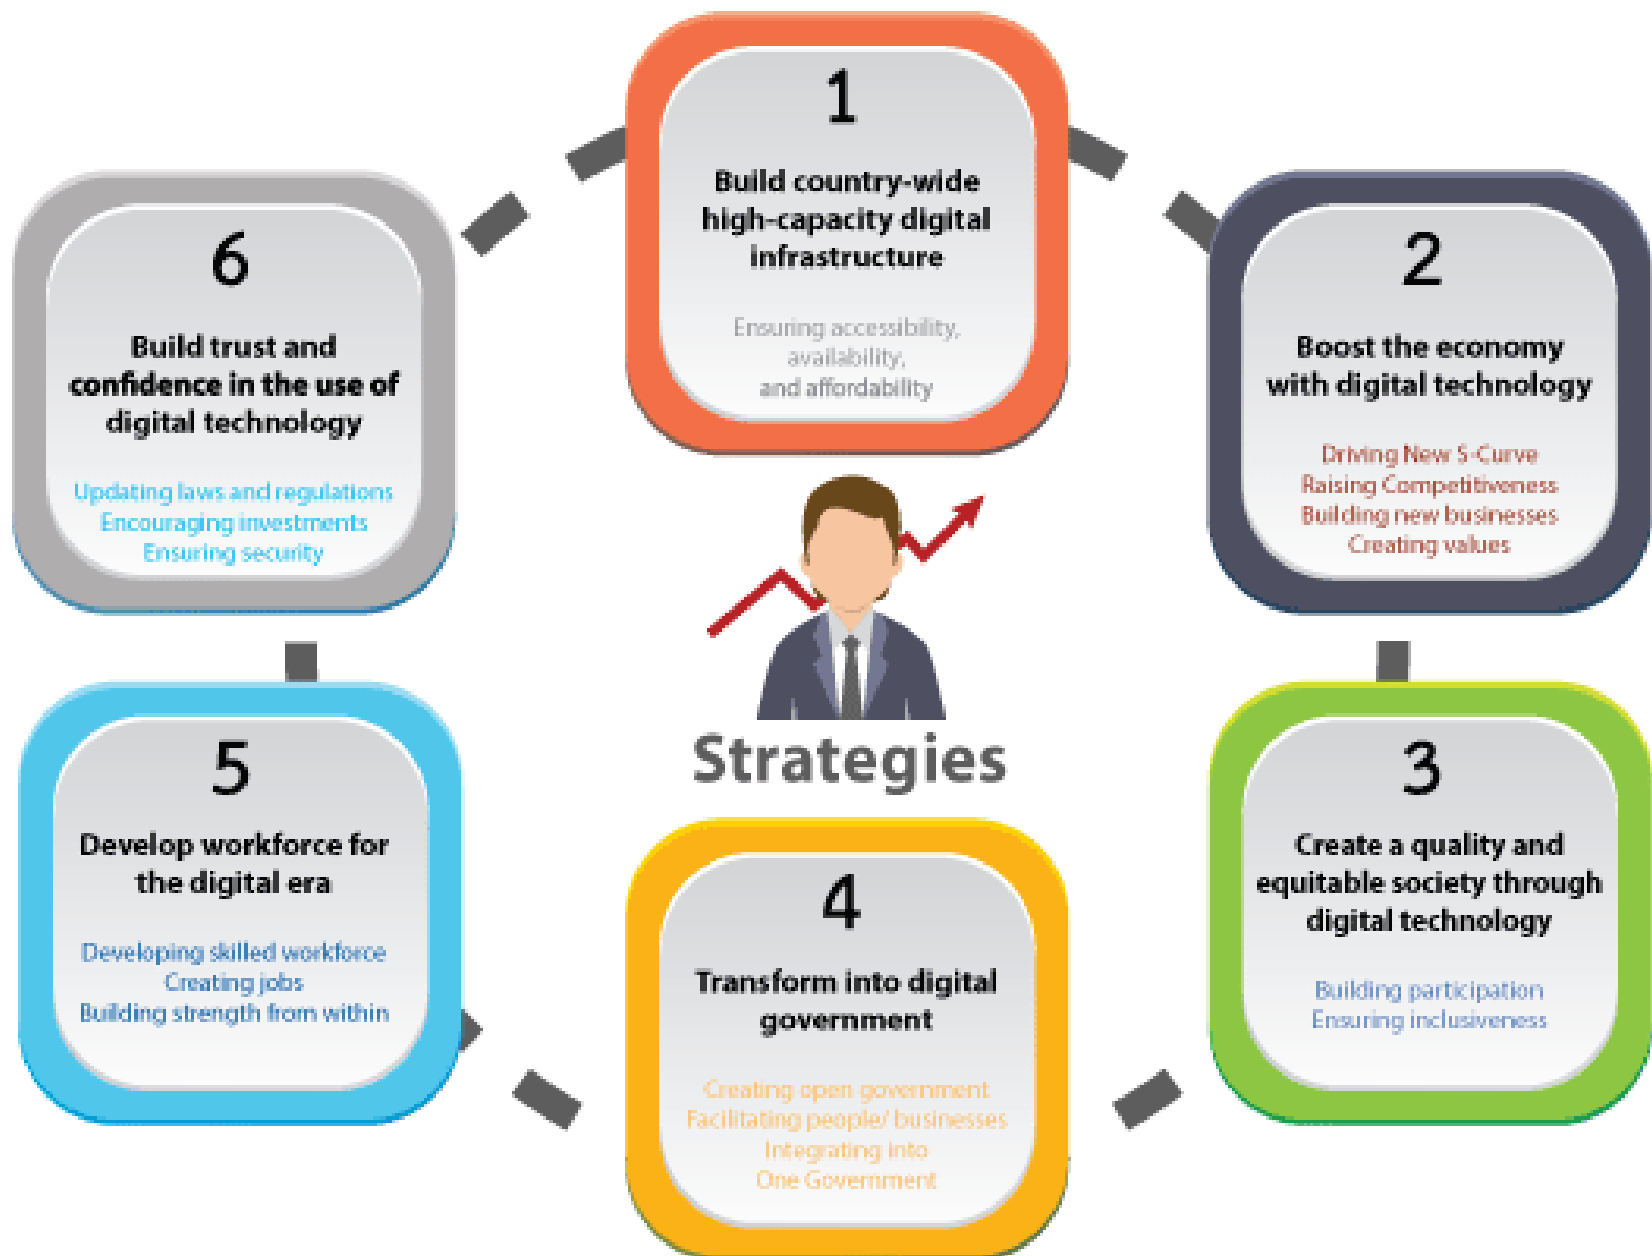 1
Build country-wide
high-capacity digital
infrastructure
Ensuring accessibility,
availability,
and affordability
2
Boost the economy
with digital technology
Driving New S-Curve
Raising Competitiveness
Building new businesses
Creating values
3
Create a quality and
equitable society through
digital technology
Building participation
Ensuring inclusiveness
4
Transform into digital
government
Creating open government
Facilitating people/ businesses
Integrating into
One Government
5
Develop workforce for
the digital era
Developing skilled workforce
Creating jobs
Building strength from within
6
Build trust and
confidence in the use of
digital technology
Updating laws and regulations
Encouraging investments
Ensuring security
Strategies